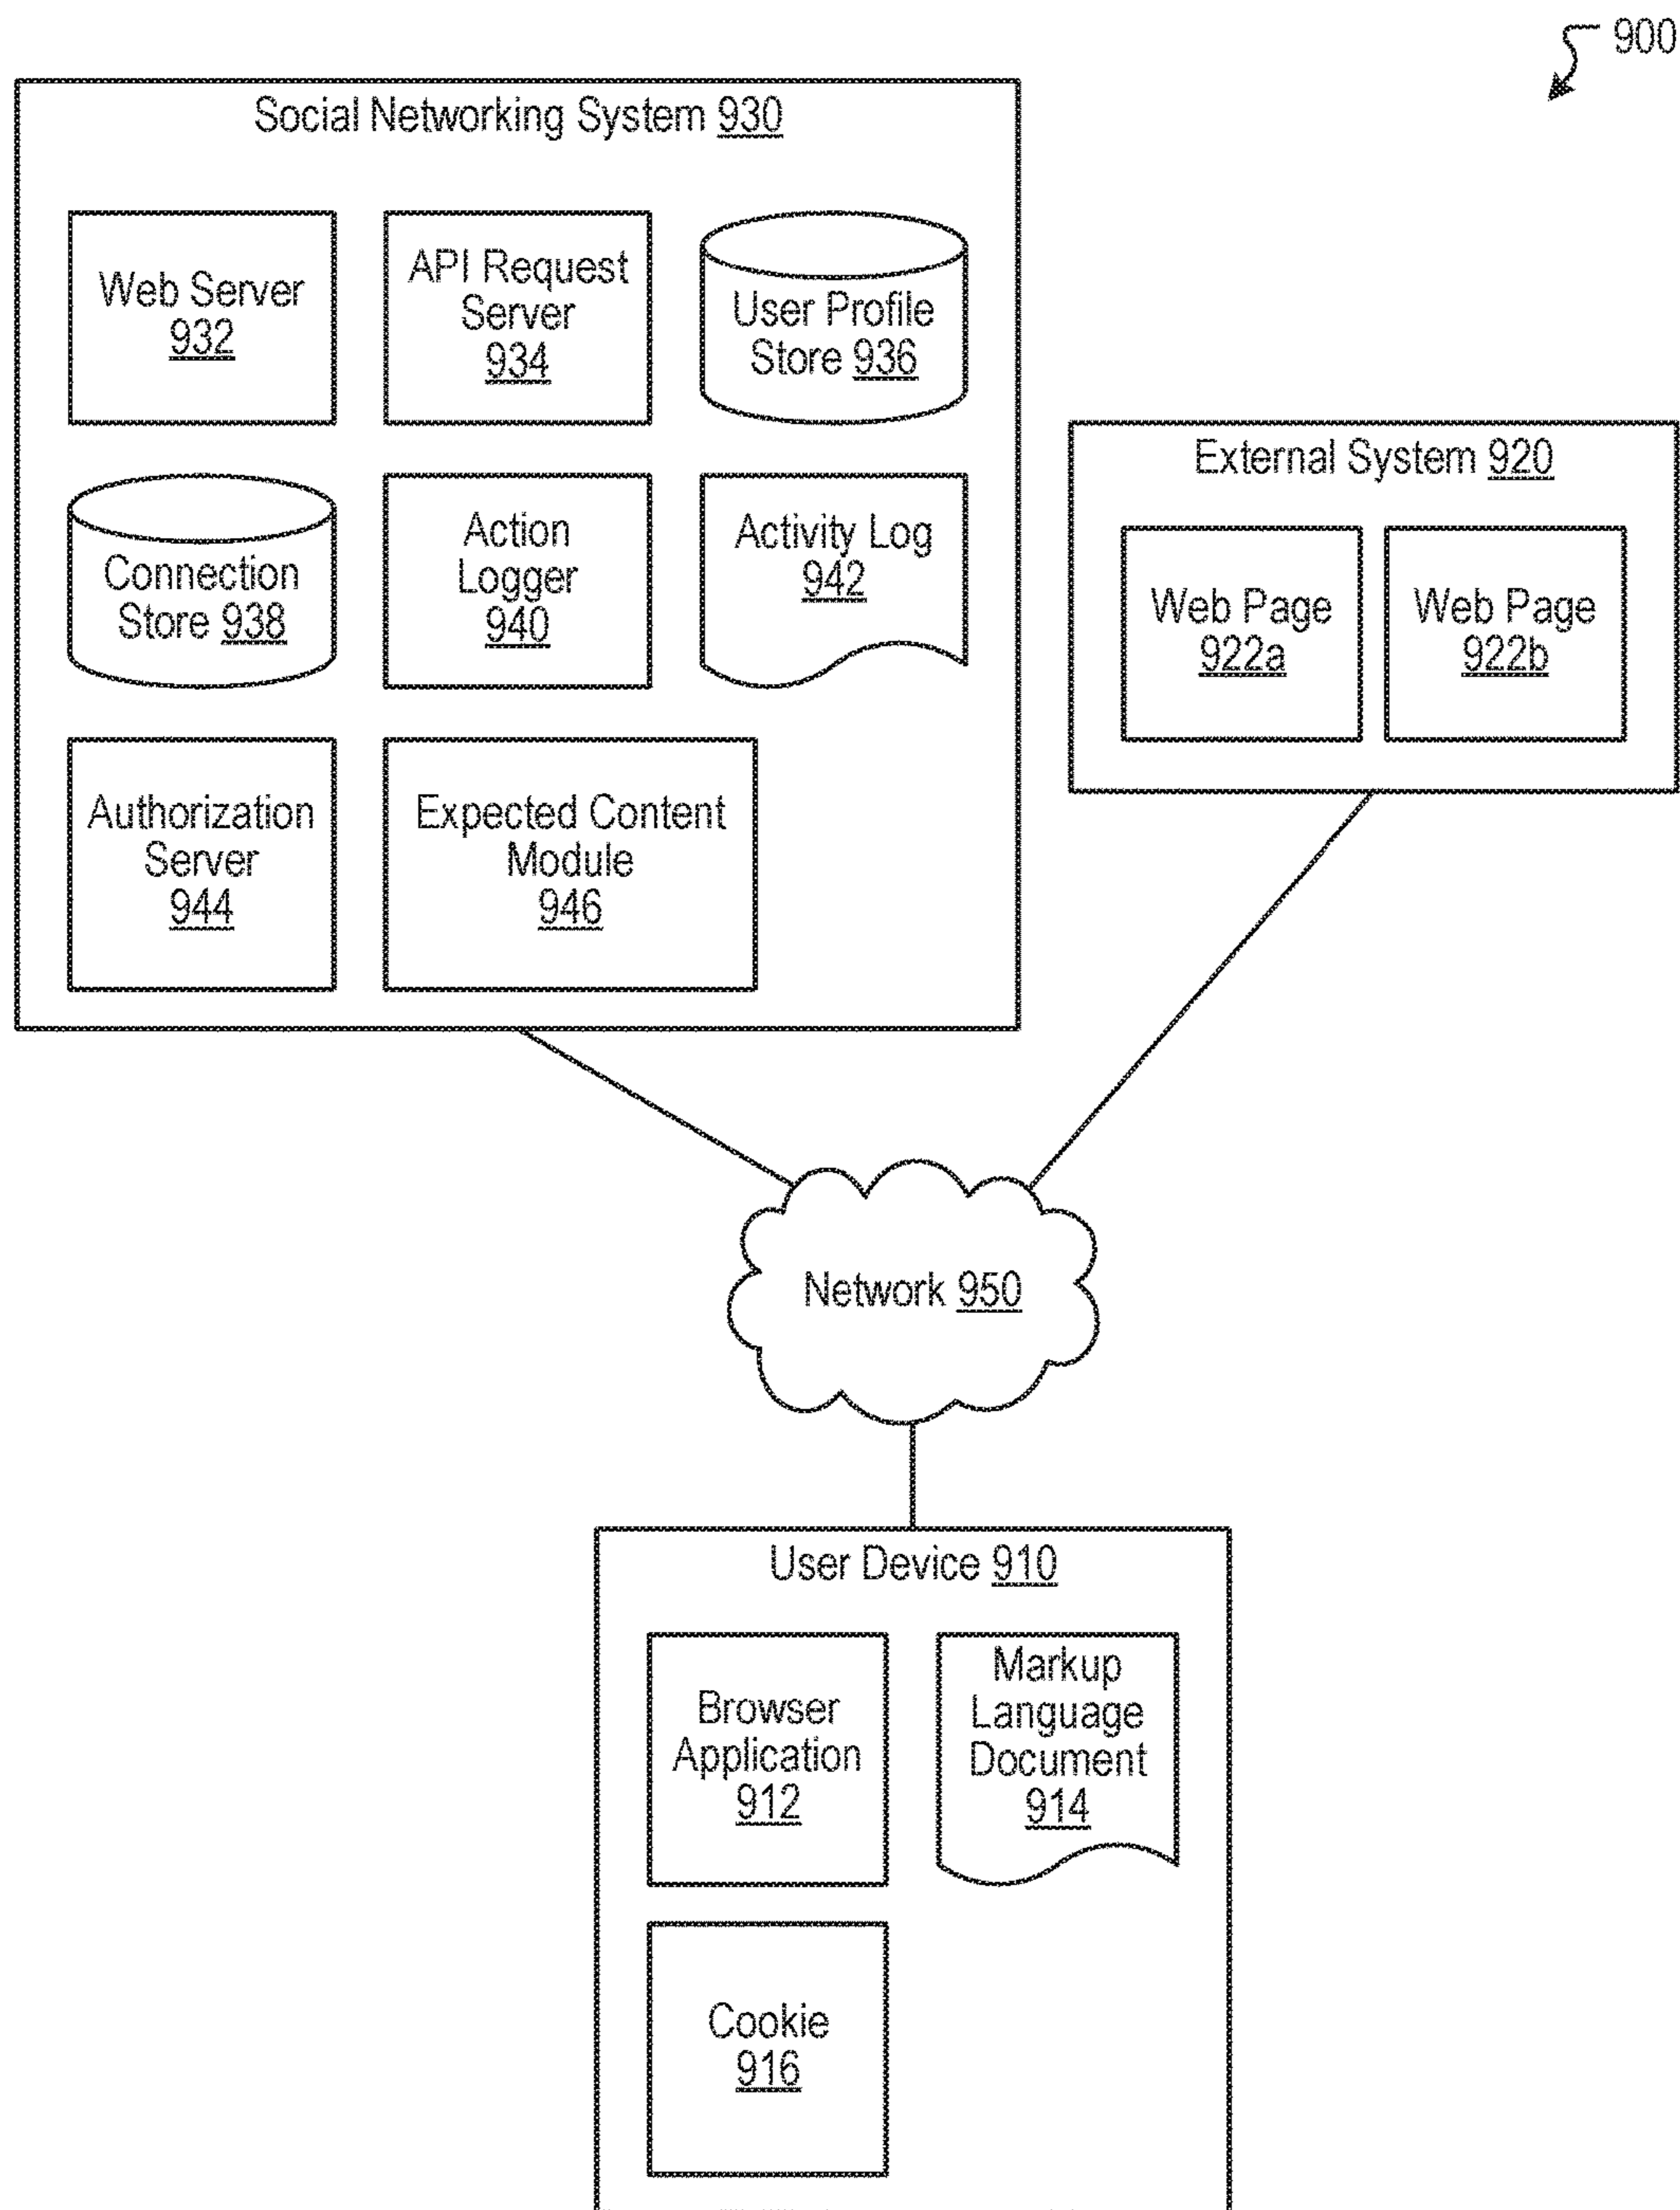 900
Social Networking System 930
Web Server
932
API Request
Server
934
User Profile
Store 936
Connection
Store 938
Action
Logger
940
Activity Log
942
Authorization
Server
944
Expected Content
Module
946
External System 920
Web Page
922a
Web Page
922b
Network 950
User Device 910
Browser
Application
912
Markup
Language
Document
914
Cookie
916